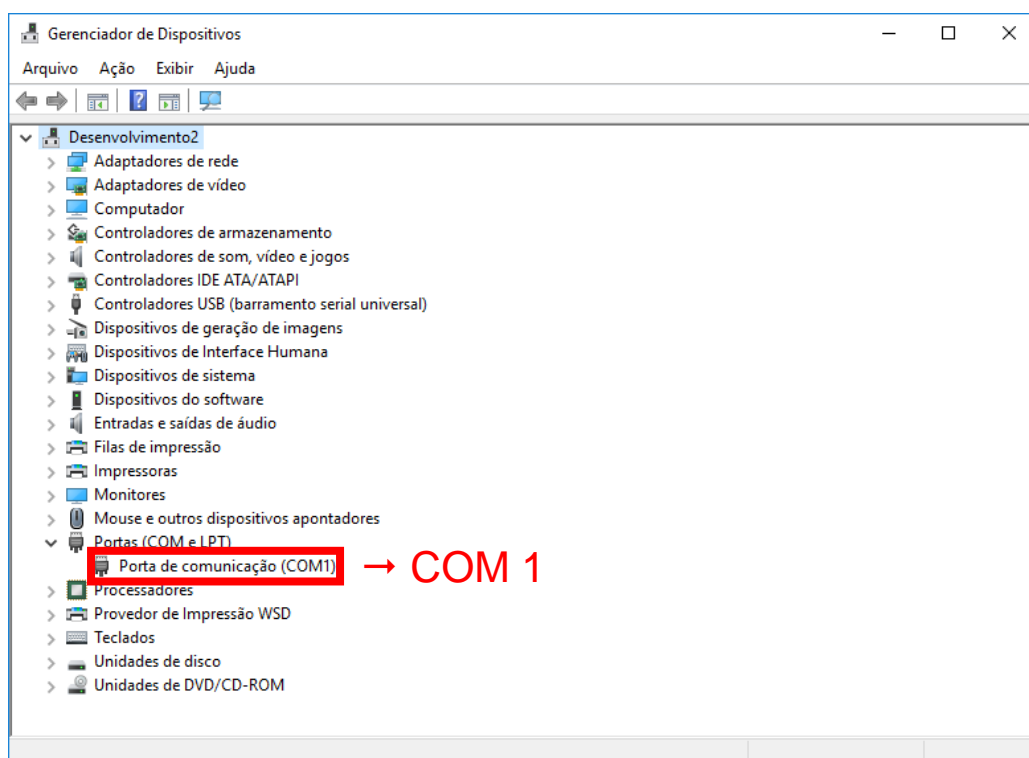 Gerenciador de Dispositivos
Arquivo Ação Exibir Ajuda
Desenvolvimento2
Adaptadores de rede
Adaptadores de vídeo
Computador
Controladores de armazenamento
Controladores de som, vídeo e jogos
Controladores IDE ATA/ATAPI
Controladores USB (barramento serial universal)
Dispositivos de geração de imagens
Dispositivos de Interface Humana
Dispositivos de sistema
Dispositivos do software
Entradas e saídas de áudio
Filas de impressão
Impressoras
Monitores
Mouse e outros dispositivos apontadores
Portas (COM e LPT)
Porta de comunicação (COM1) → COM 1
Processadores
Provedor de Impressão WSD
Teclados
Unidades de disco
Unidades de DVD/CD-ROM